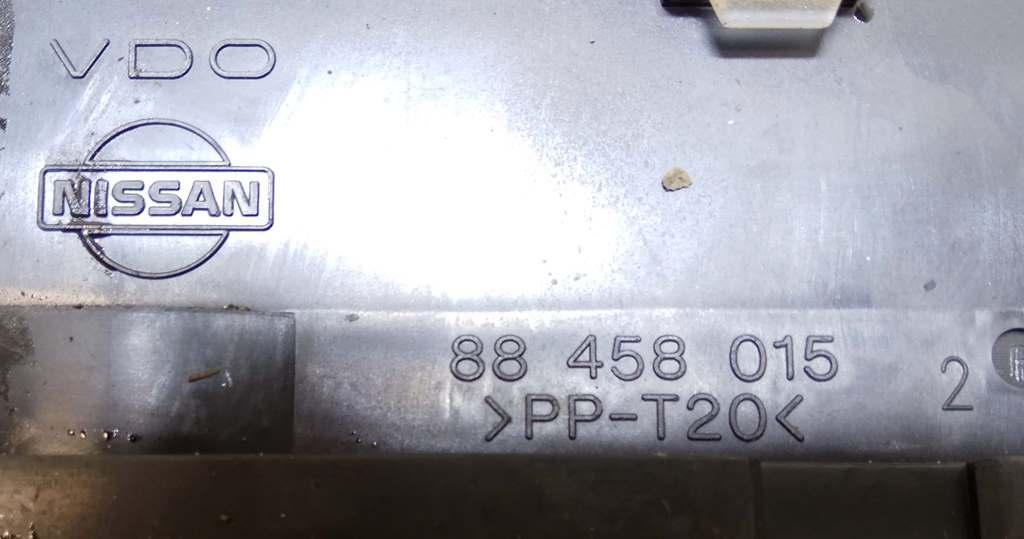 VDO
NISSAN
88 458 015
>PP-T20<
2